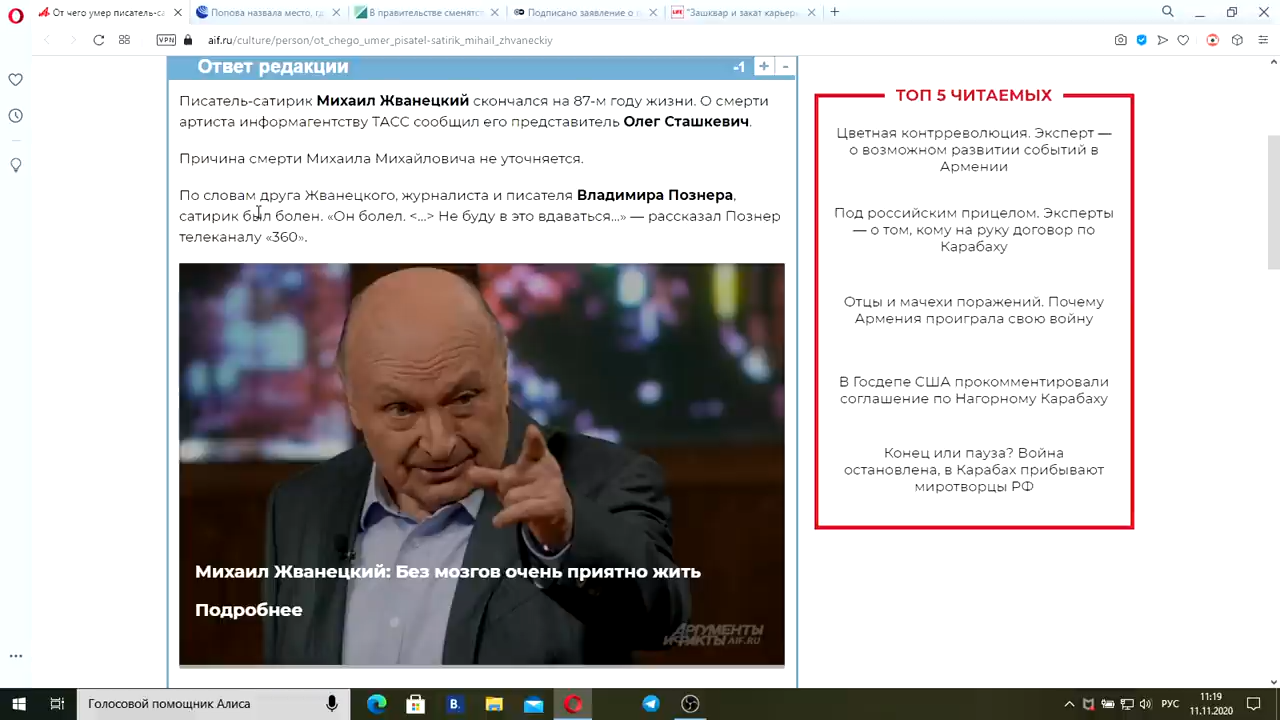 От чего умер писатель-са
Попова назвала место, гд
В правительстве сменятся
Подписано заявление о п
"Зашквар и закат карьер
VPN
aif.ru/culture/person/ot_chego_umer_pisatel-satirik_mihail_zhvaneckiy
Ответ редакции
-1 + -
Писатель-сатирик Михаил Жванецкий скончался на 87-м году жизни. О смерти
артиста информагентству ТАСС сообщил его представитель Олег Сташкевич.
Причина смерти Михаила Михайловича не уточняется.
По словам друга Жванецкого, журналиста и писателя Владимира Познера,
сатирик был болен. «Он болел. <...> Не буду в это вдаваться...» — рассказал Познер
телеканалу «360».
Михаил Жванецкий: Без мозгов очень приятно жить
Подробнее
АРГУМЕНТЫ
И ФАКТЫ AIF.RU
ТОП 5 ЧИТАЕМЫХ
Цветная контрреволюция. Эксперт —
о возможном развитии событий в
Армении
Под российским прицелом. Эксперты
— о том, кому на руку договор по
Карабаху
Отцы и мачехи поражений. Почему
Армения проиграла свою войну
В Госдепе США прокомментировали
соглашение по Нагорному Карабаху
Конец или пауза? Война
остановлена, в Карабах прибывают
миротворцы РФ
Голосовой помощник Алиса
B.
РУС
11:19
11.11.2020